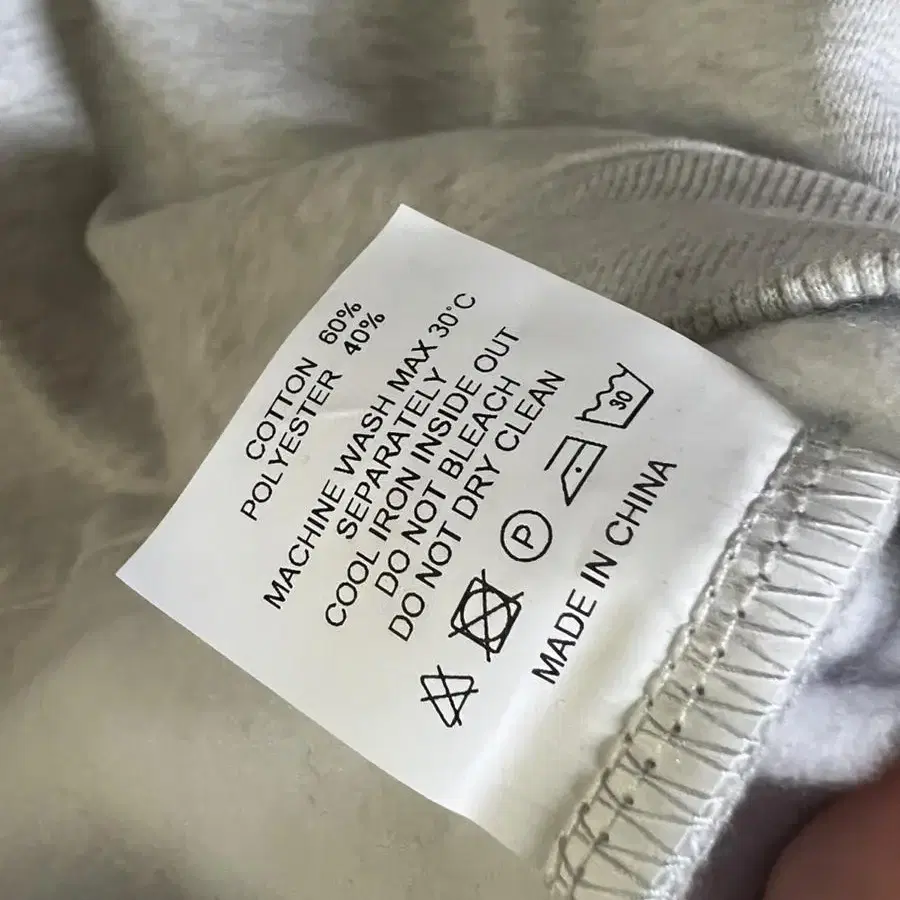 COTTON 60%
POLYESTER 40%
MACHINE WASH MAX 30°C
SEPARATELY
COOL IRON INSIDE OUT
DO NOT BLEACH
DO NOT DRY CLEAN
P
30
MADE IN CHINA